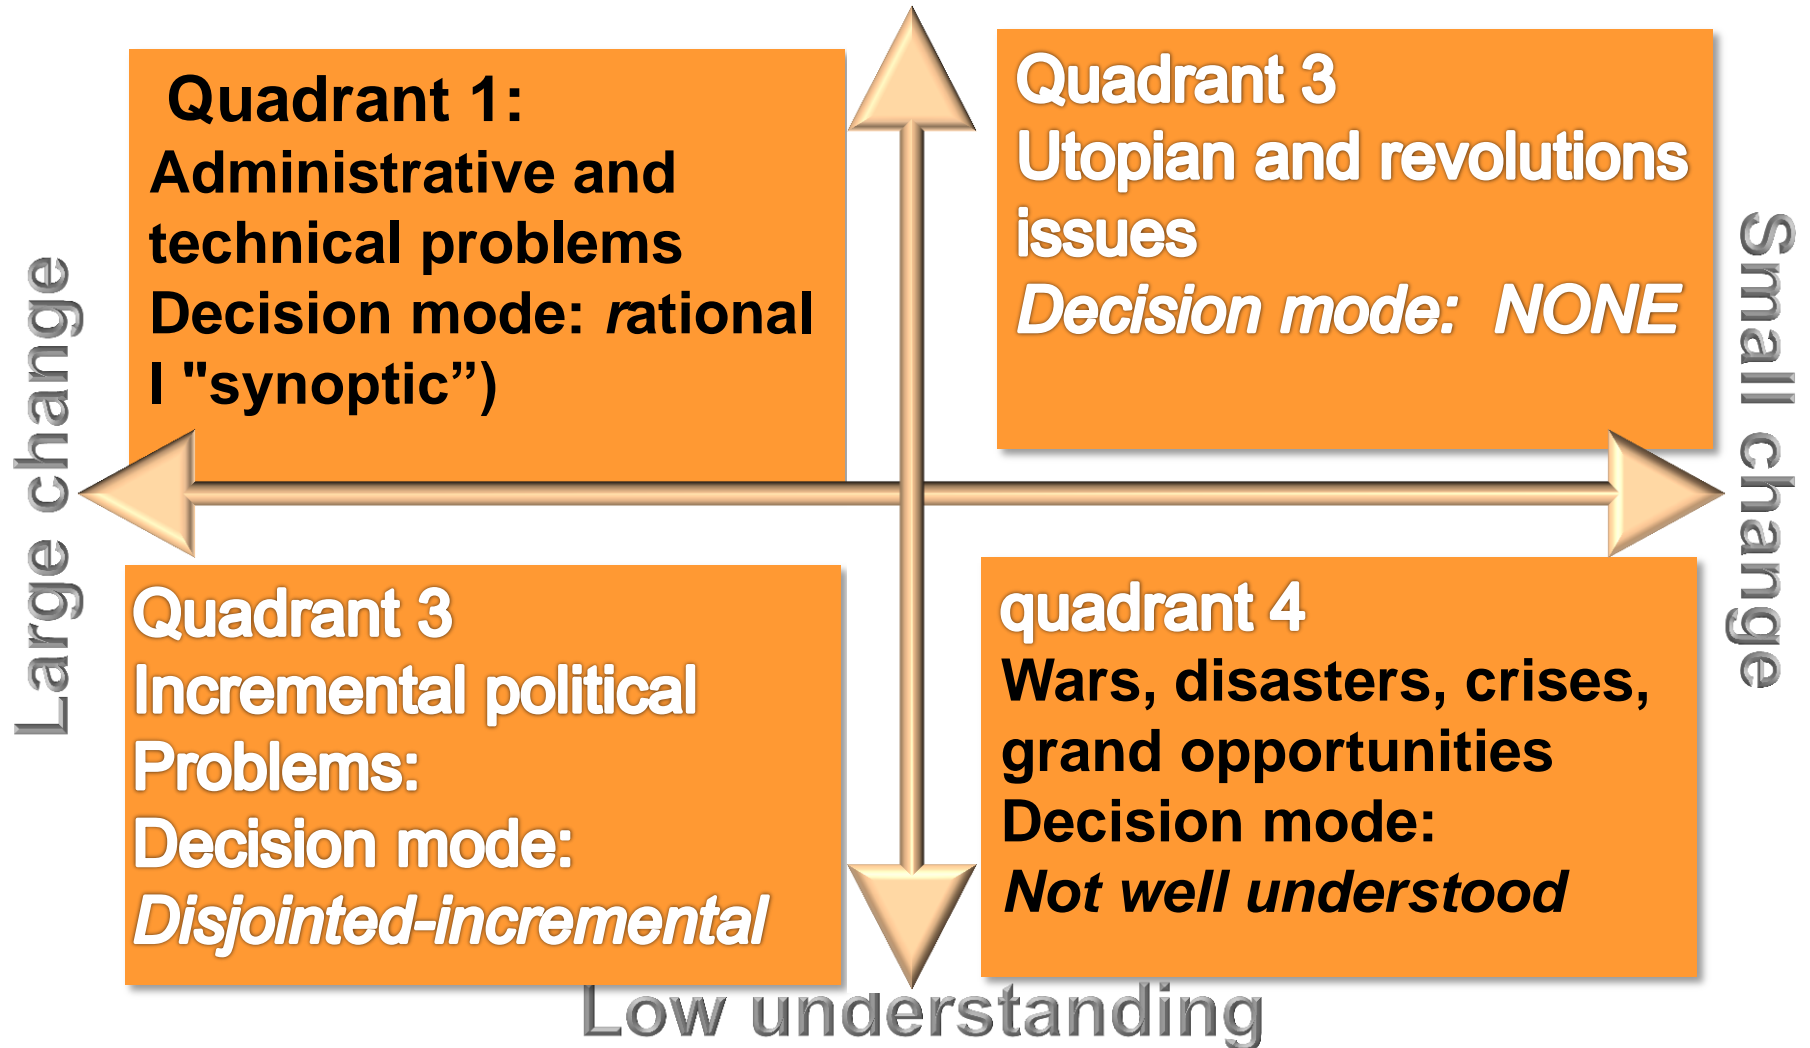 Quadrant 1:
Administrative and
technical problems
Decision mode: rational
I "synoptic”)
Quadrant 3
Utopian and revolutions
issues
Decision mode: NONE
Large change
Small change
Quadrant 3
Incremental political
Problems:
Decision mode:
Disjointed-incremental
quadrant 4
Wars, disasters, crises,
grand opportunities
Decision mode:
Not well understood
Low understanding